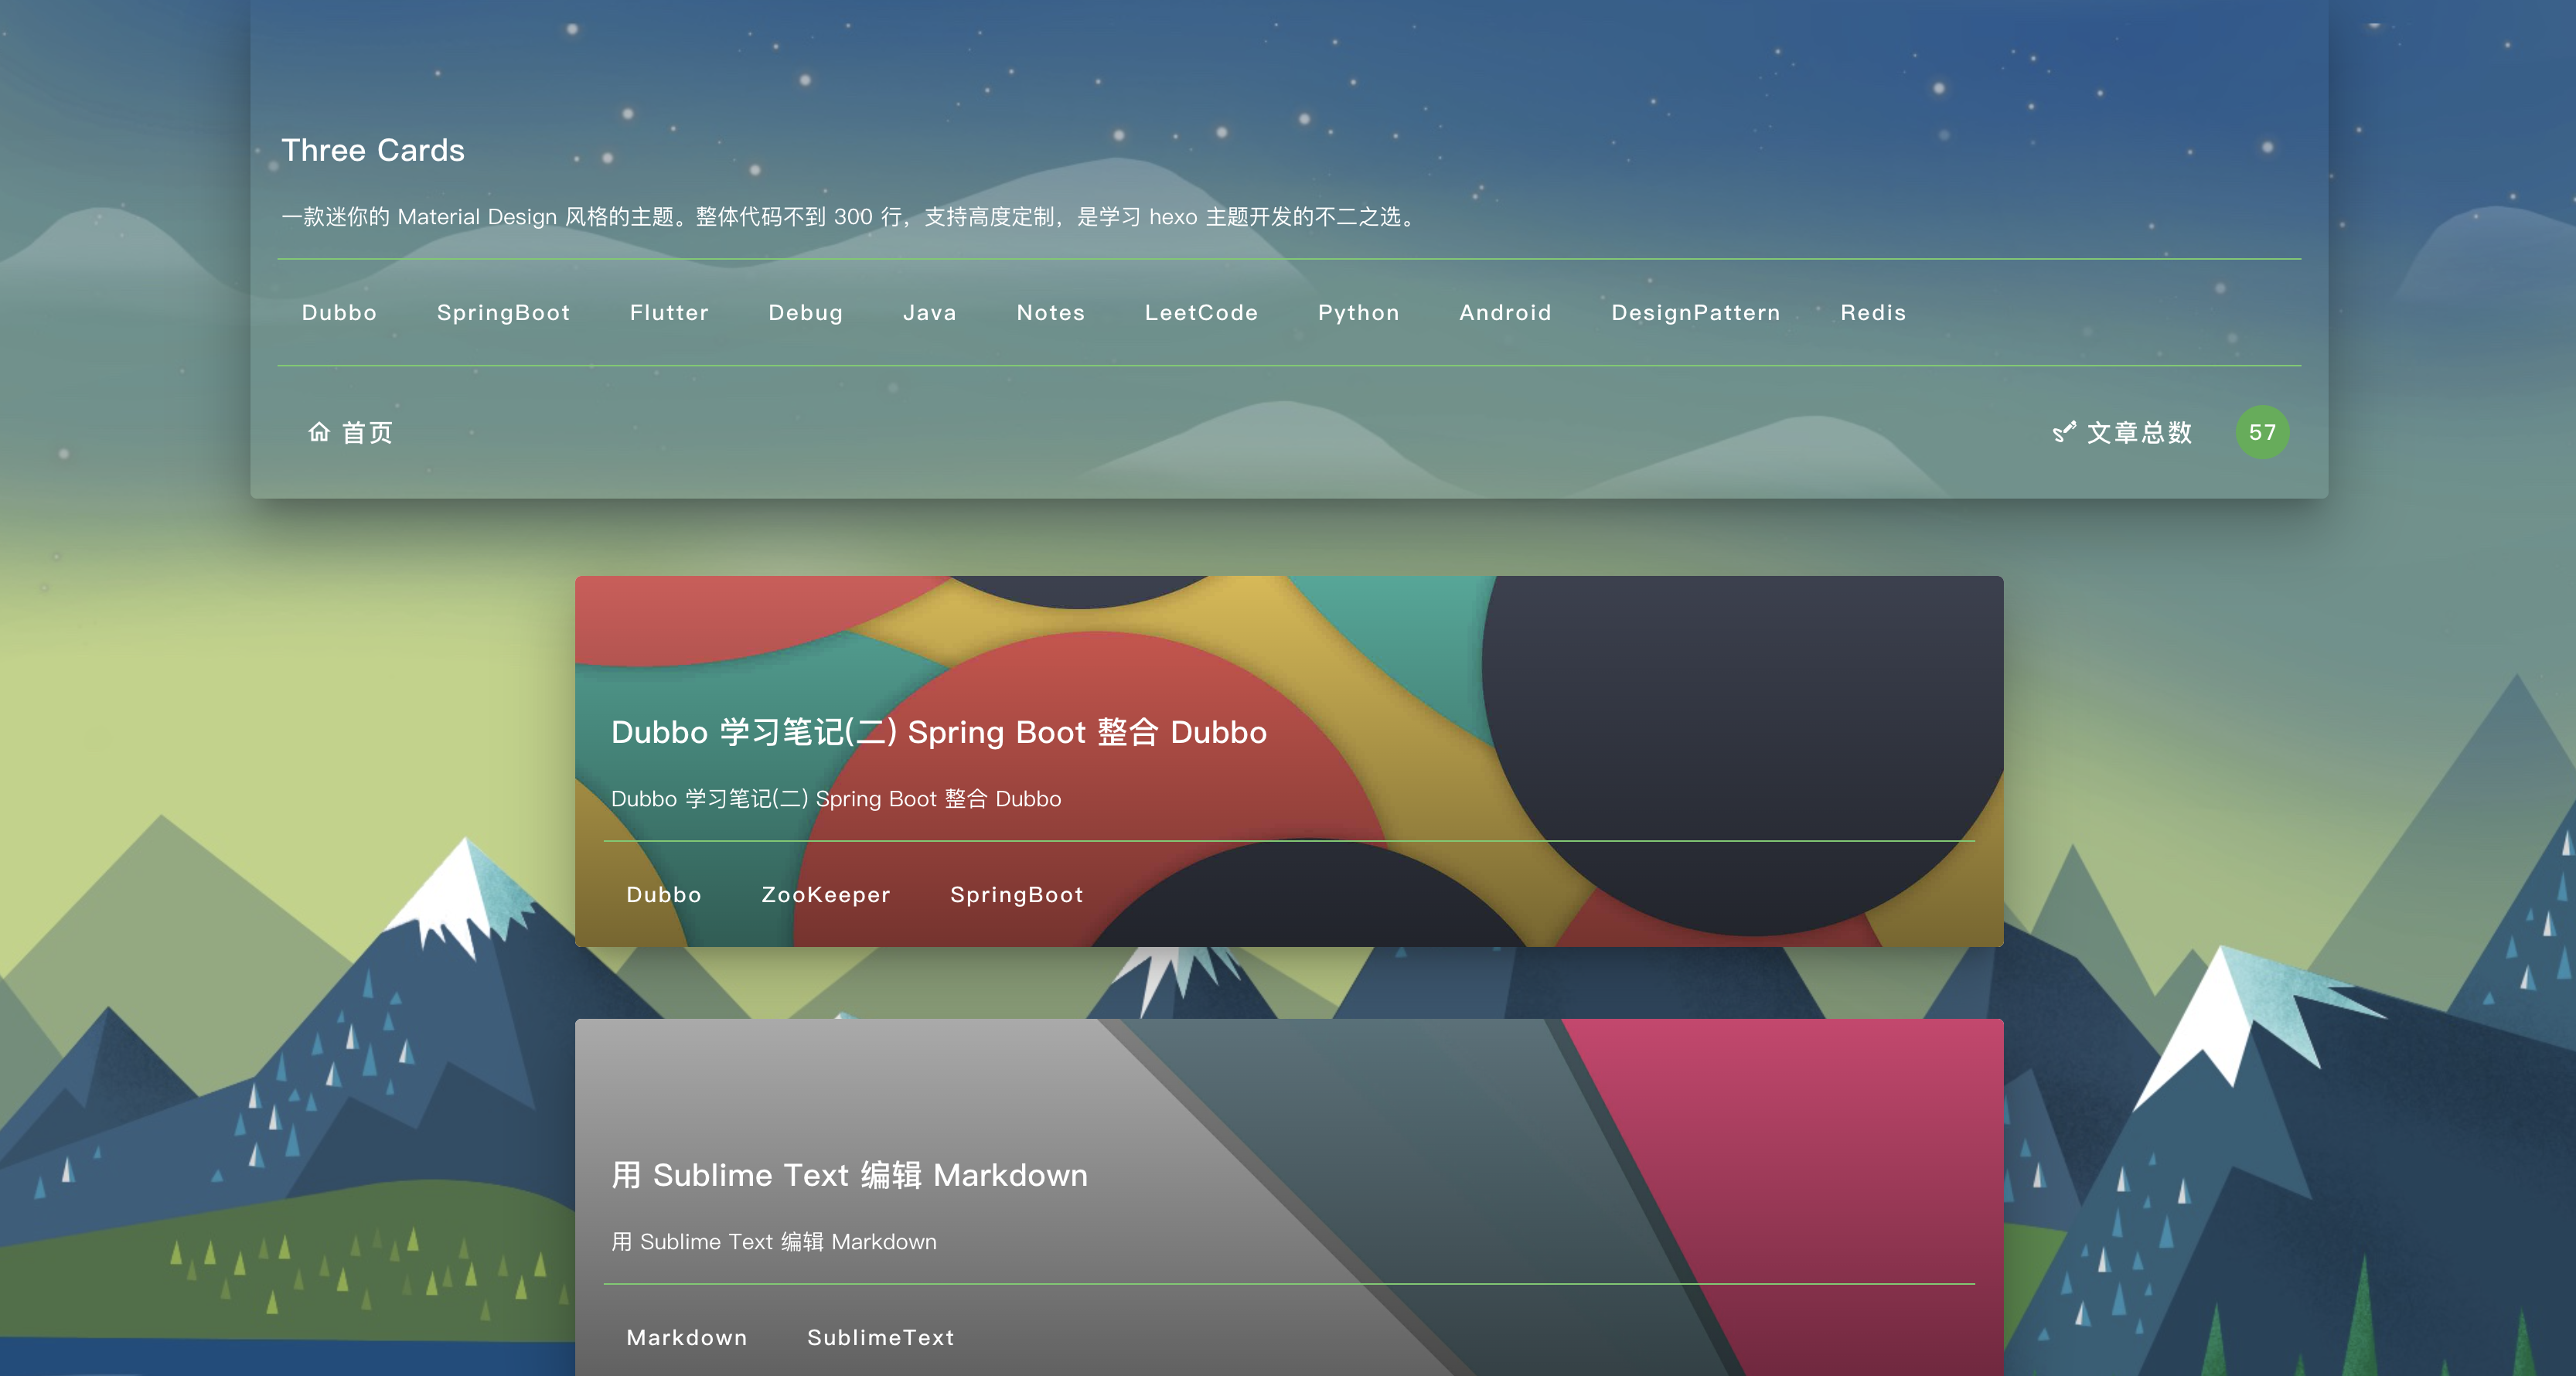 Three Cards
一款迷你的 Material Design 风格的主题。整体代码不到 300 行，支持高度定制，是学习 hexo 主题开发的不二之选。
Dubbo SpringBoot Flutter Debug Java Notes LeetCode Python Android DesignPattern Redis
首页 文章总数 57
Dubbo 学习笔记(二) Spring Boot 整合 Dubbo
Dubbo 学习笔记(二) Spring Boot 整合 Dubbo
Dubbo ZooKeeper SpringBoot
用 Sublime Text 编辑 Markdown
用 Sublime Text 编辑 Markdown
Markdown SublimeText